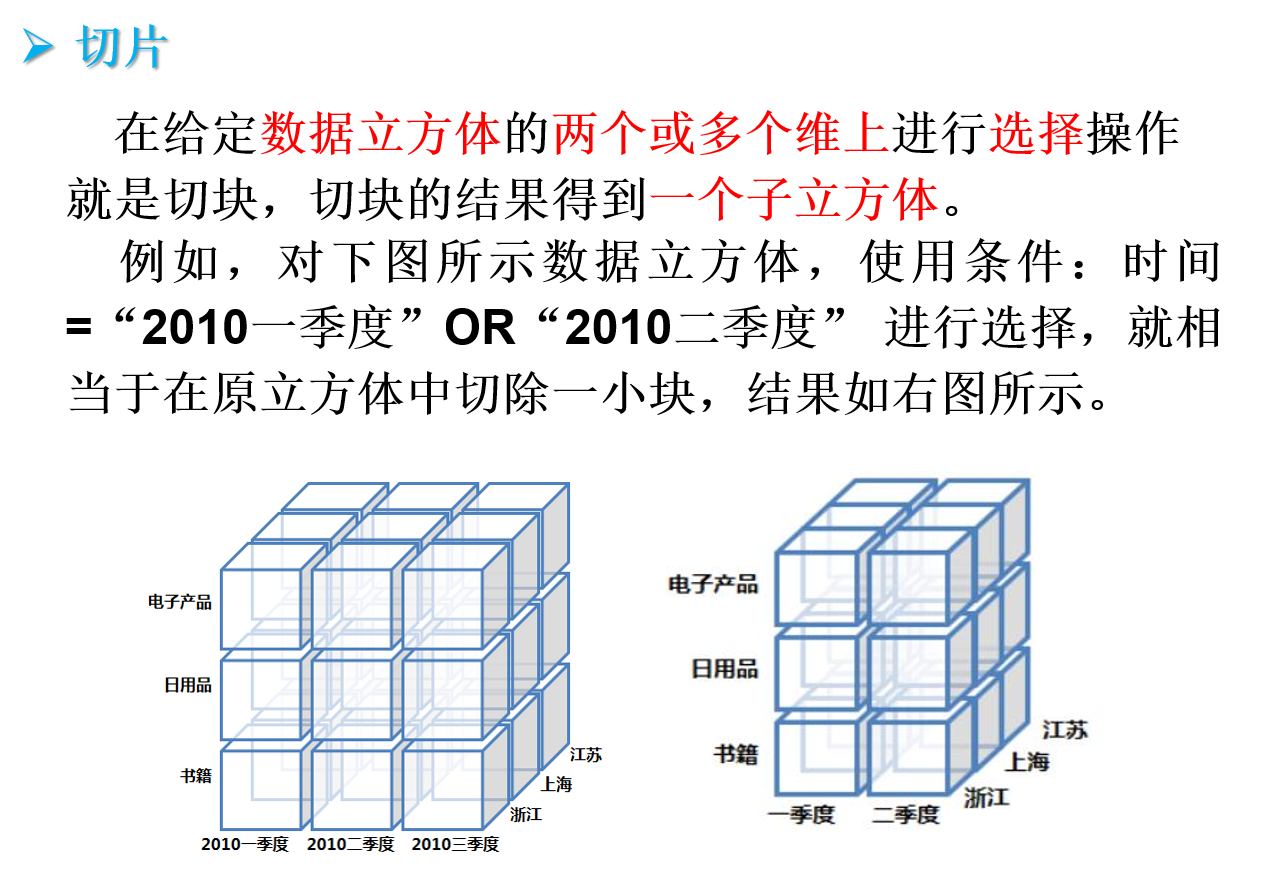 切片
在给定数据立方体的两个或多个维上进行选择操作
就是切块，切块的结果得到一个子立方体。
例如，对下图所示数据立方体，使用条件：时间
=“2010一季度”OR“2010二季度” 进行选择，就相
当于在原立方体中切除一小块，结果如右图所示。
电子产品
日用品
书籍
江苏
上海
浙江
2010一季度 2010二季度 2010三季度
电子产品
日用品
书籍
江苏
上海
浙江
一季度 二季度